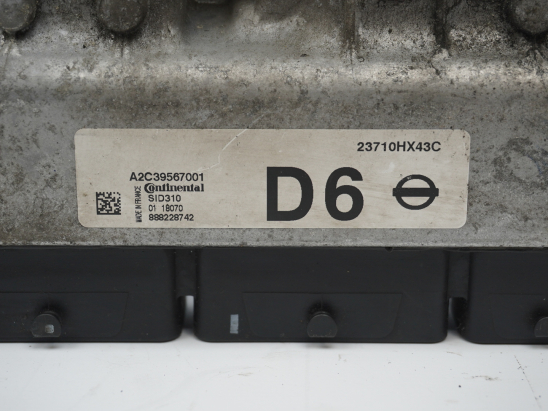 23710HX43C
A2C39567001
Continental
SID310
01 18070
888228742
MADE IN FRANCE
D6